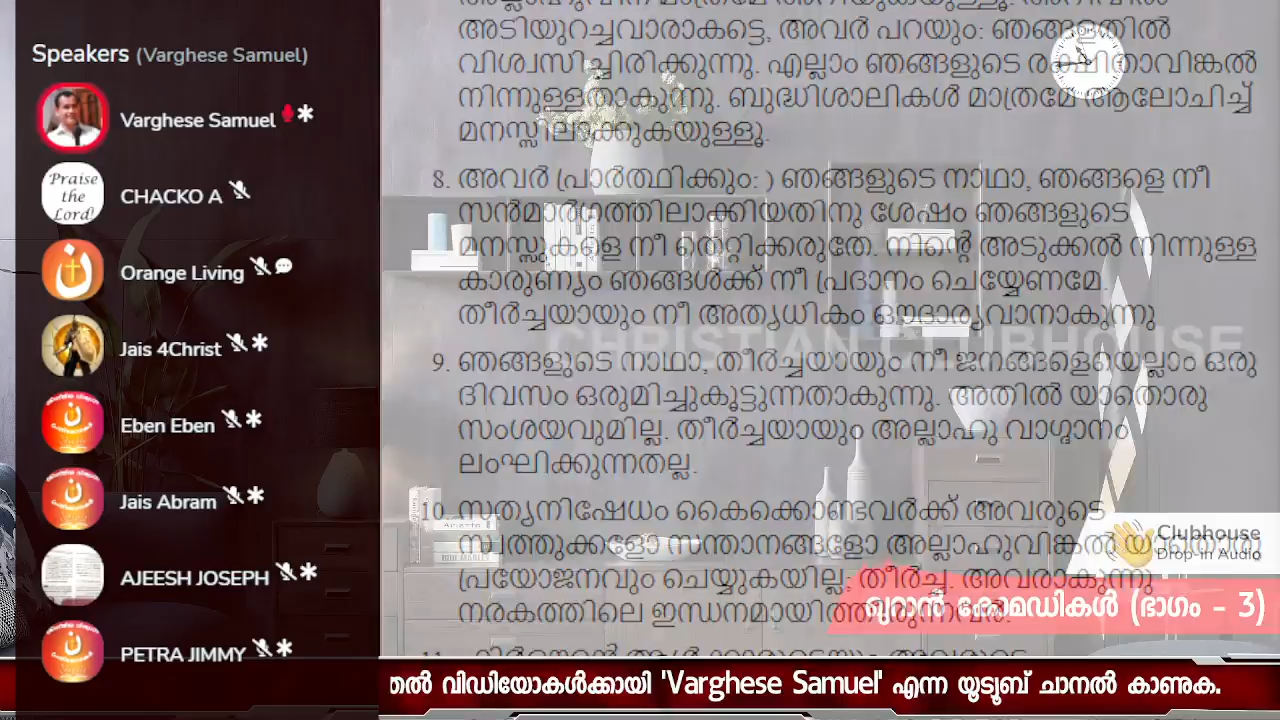 Speakers (Varghese Samuel)
Varghese Samuel
Praise
the
Lord!
CHACKO A
Orange Living
Jais 4Christ
Eben Eben
Jais Abram
AJEESH JOSEPH
PETRA JIMMY
അടിയുറച്ചവാരാകട്ടെ, അവർ പറയും: ഞങ്ങളതിൽ
വിശ്വസിച്ചിരിക്കുന്നു. എല്ലാം ഞങ്ങളുടെ രക്ഷിതാവിങ്കൽ
നിന്നുള്ളതാകുന്നു. ബുദ്ധിശാലികൾ മാത്രമേ ആലോചിച്ച്
മനസ്സിലാക്കുകയുള്ളൂ.
8. അവർ (പ്രാർത്ഥിക്കും: ) ഞങ്ങളുടെ നാഥാ, ഞങ്ങളെ നീ
സൻമാർഗത്തിലാക്കിയതിനു ശേഷം ഞങ്ങളുടെ
മനസ്സുകളെ നീ തെറ്റിക്കരുതേ. നിന്റെ അടുക്കൽ നിന്നുള്ള
കാരുണ്യം ഞങ്ങൾക്ക് നീ പ്രദാനം ചെയ്യേണമേ.
തീർച്ചയായും നീ അത്യധികം ഔദാര്യവാനാകുന്നു
CHRISTIAN CLUBHOUSE
9. ഞങ്ങളുടെ നാഥാ, തീർച്ചയായും നീ ജനങ്ങളെയെല്ലാം ഒരു
ദിവസം ഒരുമിച്ചുകൂട്ടുന്നതാകുന്നു. അതിൽ യാതൊരു
സംശയവുമില്ല. തീർച്ചയായും അല്ലാഹു വാഗ്ദാനം
ലംഘിക്കുന്നതല്ല.
10. സത്യനിഷേധം കൈക്കൊണ്ടവർക്ക് അവരുടെ
സ്വത്തുക്കളോ സന്താനങ്ങളോ അല്ലാഹുവിങ്കൽ
പ്രയോജനവും ചെയ്യുകയില്ല; തീർച്ച. അവരാകുന്നു
നരകത്തിലെ ഇന്ധനമായിത്തീരുന്നവർ.
Clubhouse
Drop-in Audio
ഖുറാൻ കോമഡികൾ (ഭാഗം - 3)
തൽ വിഡിയോകൾക്കായി 'Varghese Samuel' എന്ന യൂട്യൂബ് ചാനൽ കാണുക.